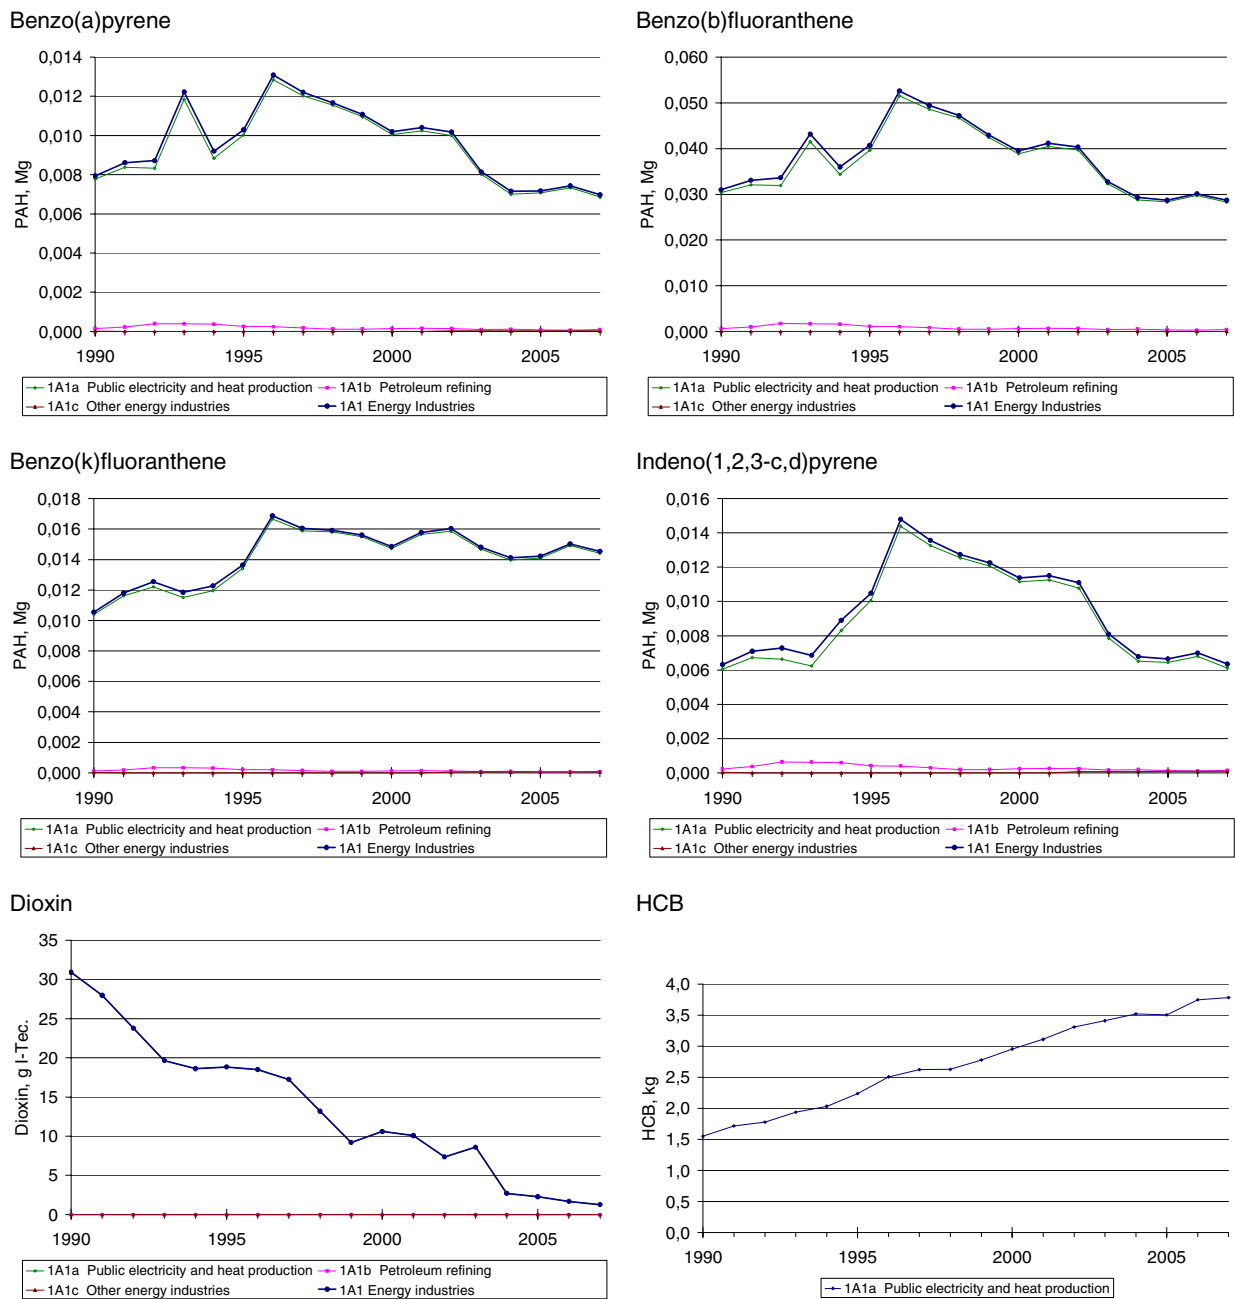 Benzo(a)pyrene
PAH, Mg
0,014
0,012
0,010
0,008
0,006
0,004
0,002
0,000
1990 1995 2000 2005
1A1a Public electricity and heat production 1A1b Petroleum refining
1A1c Other energy industries 1A1 Energy Industries
Benzo(b)fluoranthene
PAH, Mg
0,060
0,050
0,040
0,030
0,020
0,010
0,000
1990 1995 2000 2005
1A1a Public electricity and heat production 1A1b Petroleum refining
1A1c Other energy industries 1A1 Energy Industries
Benzo(k)fluoranthene
PAH, Mg
0,018
0,016
0,014
0,012
0,010
0,008
0,006
0,004
0,002
0,000
1990 1995 2000 2005
1A1a Public electricity and heat production 1A1b Petroleum refining
1A1c Other energy industries 1A1 Energy Industries
Indeno(1,2,3-c,d)pyrene
PAH, Mg
0,016
0,014
0,012
0,010
0,008
0,006
0,004
0,002
0,000
1990 1995 2000 2005
1A1a Public electricity and heat production 1A1b Petroleum refining
1A1c Other energy industries 1A1 Energy Industries
Dioxin
Dioxin, g I-Tec.
35
30
25
20
15
10
5
0
1990 1995 2000 2005
1A1a Public electricity and heat production 1A1b Petroleum refining
1A1c Other energy industries 1A1 Energy industries
HCB
HCB, kg
4,0
3,5
3,0
2,5
2,0
1,5
1,0
0,5
0,0
1990 1995 2000 2005
1A1a Public electricity and heat production